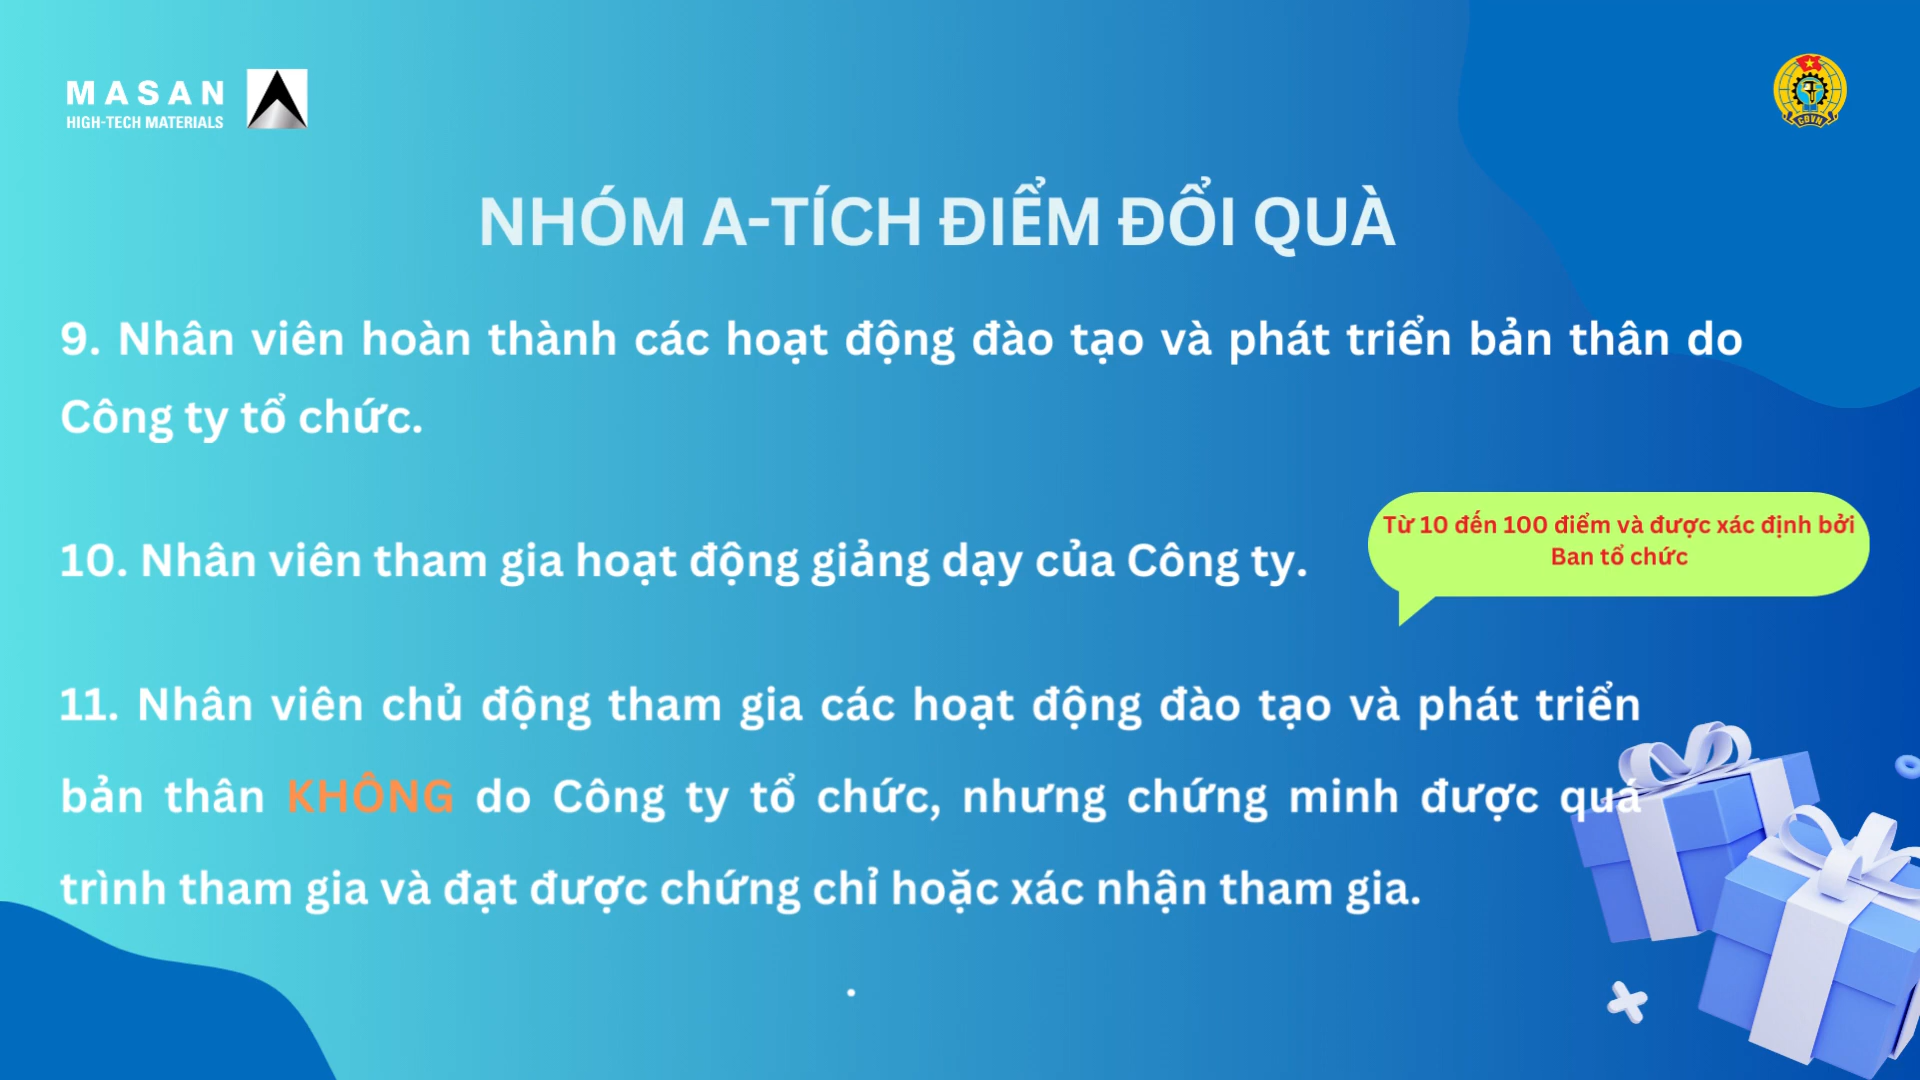 MASAN
HIGH-TECH MATERIALS
CĐVN
NHÓM A-TÍCH ĐIỂM ĐỔI QUÀ
9. Nhân viên hoàn thành các hoạt động đào tạo và phát triển bản thân do
Công ty tổ chức.
Từ 10 đến 100 điểm và được xác định bởi
Ban tổ chức
10. Nhân viên tham gia hoạt động giảng dạy của Công ty.
11. Nhân viên chủ động tham gia các hoạt động đào tạo và phát triển
bản thân KHÔNG do Công ty tổ chức, nhưng chứng minh được quá
trình tham gia và đạt được chứng chỉ hoặc xác nhận tham gia.
.